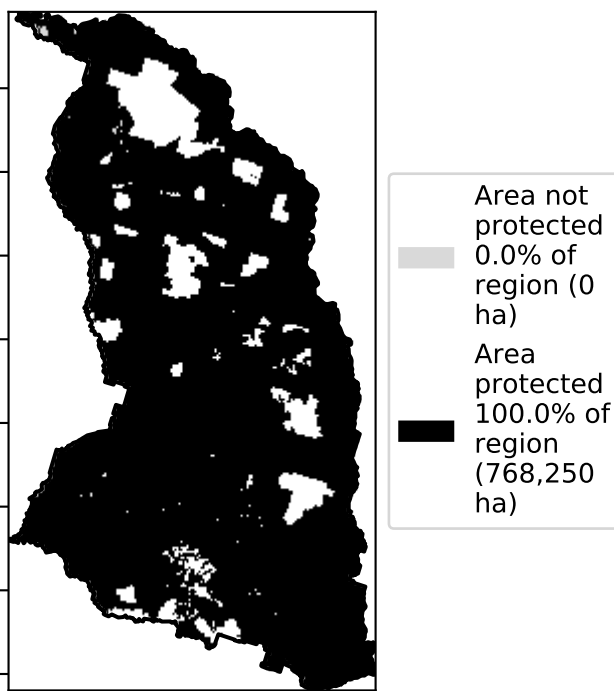 Area not
protected
0.0% of
region (0
ha)
Area
protected
100.0% of
region
(768,250
ha)